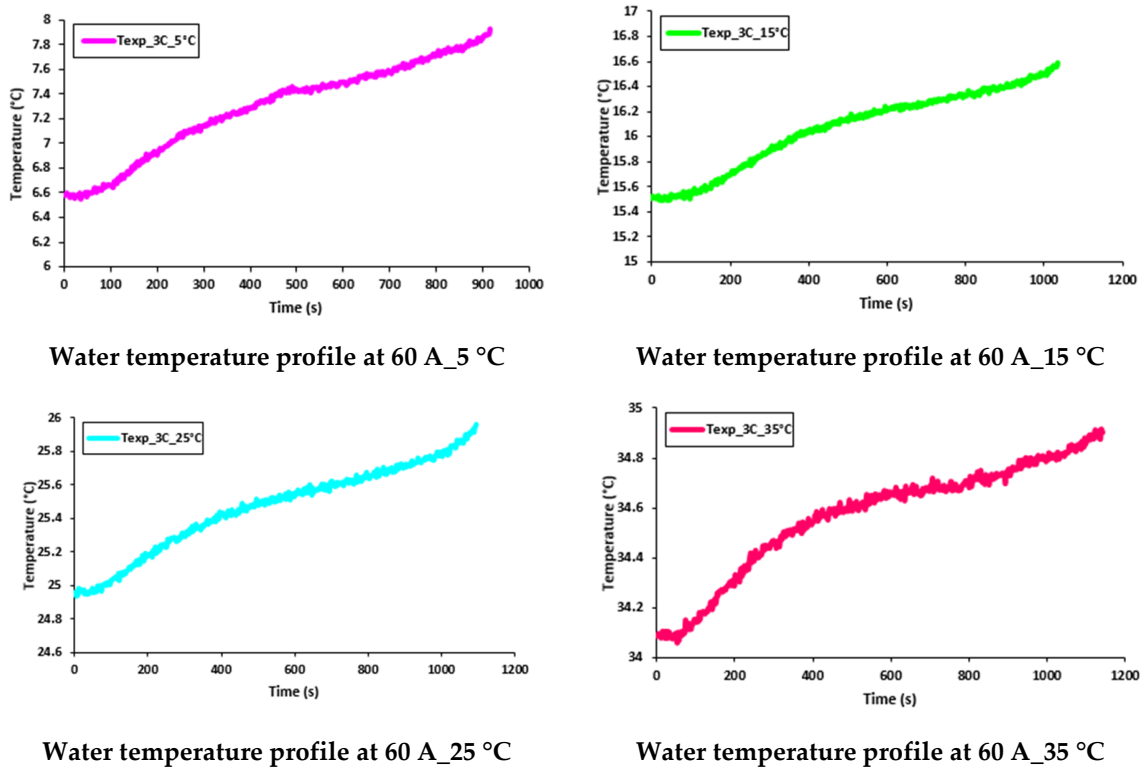 Texp_3C_5°C
Temperature (°C)
8
7.8
7.6
7.4
7.2
7
6.8
6.6
6.4
6.2
6
0 100 200 300 400 500 600 700 800 900 1000
Time (s)
Water temperature profile at 60 A_5 °C
Texp_3C_15°C
Temperature (°C)
17
16.8
16.6
16.4
16.2
16
15.8
15.6
15.4
15.2
15
0 200 400 600 800 1000 1200
Time (s)
Water temperature profile at 60 A_15 °C
Texp_3C_25°C
Temperature (°C)
26
25.8
25.6
25.4
25.2
25
24.8
24.6
0 200 400 600 800 1000 1200
Time (s)
Water temperature profile at 60 A_25 °C
Texp_3C_35°C
Temperature (°C)
35
34.8
34.6
34.4
34.2
34
0 200 400 600 800 1000 1200
Time (s)
Water temperature profile at 60 A_35 °C